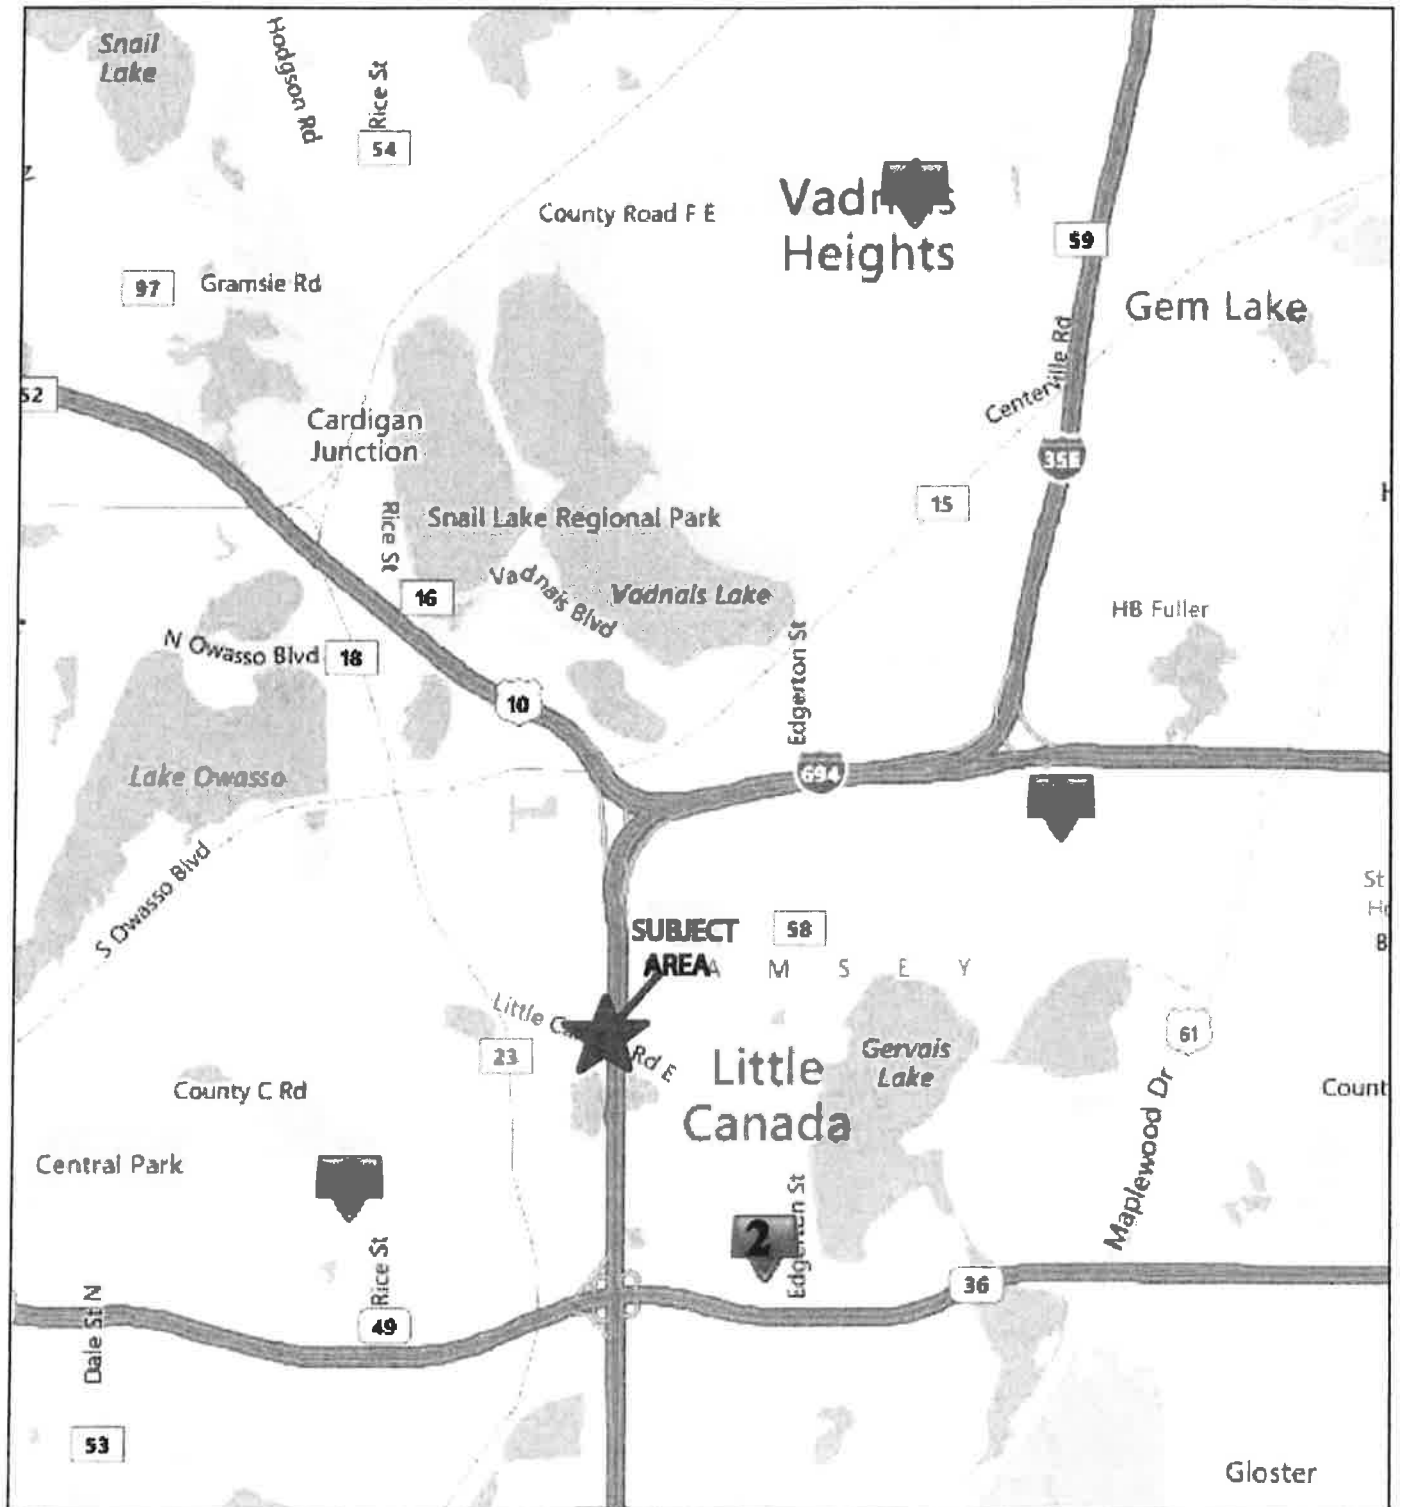 Snail
Lake
Hodgson Rd
Rice St
54
County Road F E
Heights
59
97
Gramsie Rd
Gem Lake
Centerville Rd
52
Cardigan
Junction
35E
15
Rice St
Snail Lake Regional Park
16
Vadnais Blvd
Vadnais Lake
HB Fuller
N Owasso Blvd
18
10
Edgerton St
694
Lake Owasso
S Owasso Blvd
SUBJECT
AREA
58
A M S E Y
St
B
Little
Rd E
23
Gervais
Lake
61
Little
Canada
County C Rd
Count
Central Park
Maplewood Dr
2
Edgerton St
Rice St
36
49
Dale St N
53
Gloster